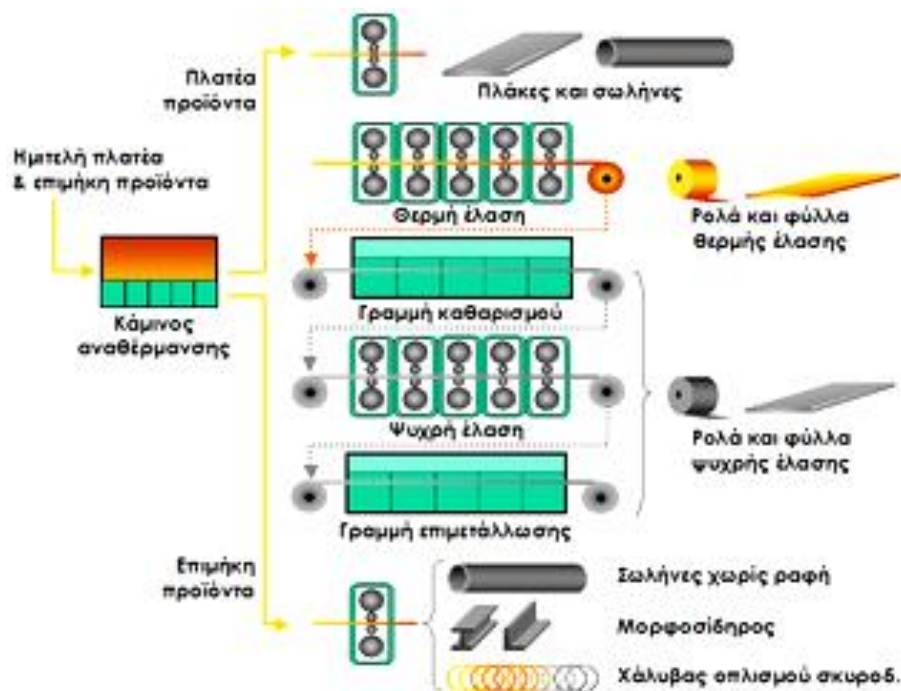 Πλατέα
προϊόντα
Πλάκες και σωλήνες
Ημιτελή πλατέα
& επιμήκη προϊόντα
Θερμή έλαση
Ρολά και φύλλα
θερμής έλασης
Κάμινος
αναθέρμανσης
Γραμμή καθαρισμού
Ψυχρή έλαση
Ρολά και φύλλα
ψυχρής έλασης
Γραμμή επιμετάλλωσης
Επιμήκη
προϊόντα
Σωλήνες χωρίς ραφή
Μορφοσίδηρος
Χάλυβας οπλισμού σκυροδ.